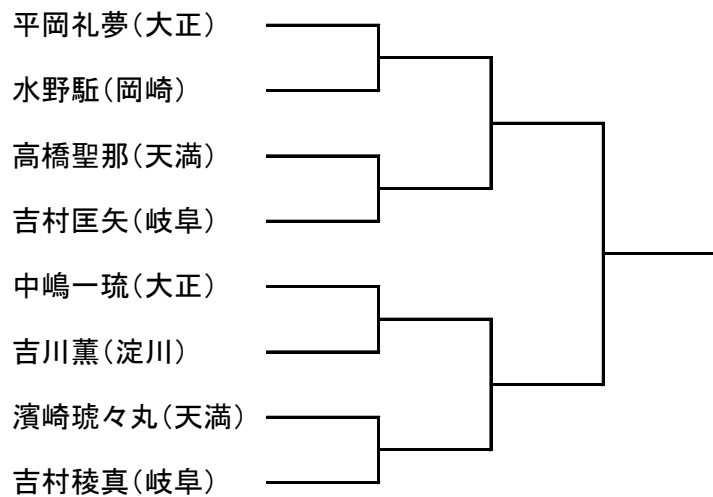 平岡礼夢（大正）
水野駈（岡崎）
高橋聖那（天満）
吉村匡矢（岐阜）
中嶋一琉（大正）
吉川薫（淀川）
濱崎琥々丸（天満）
吉村稜真（岐阜）